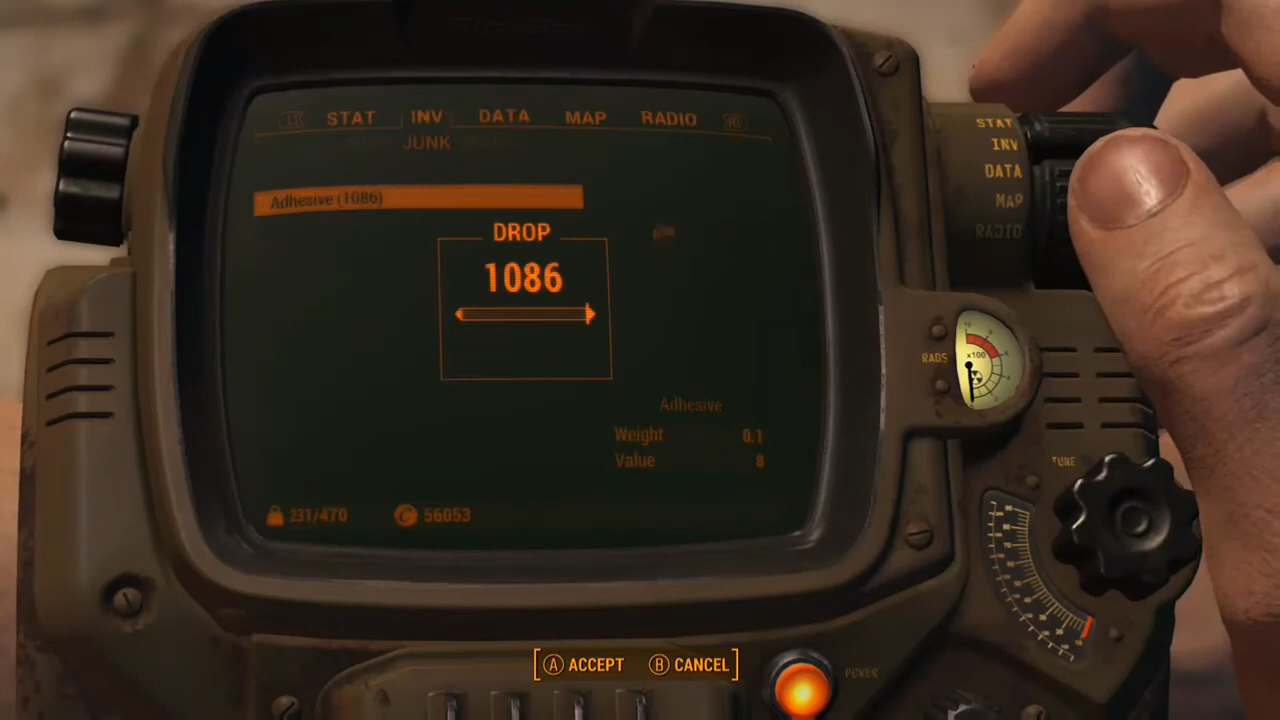 STAT INV DATA MAP RADIO
JUNK
Adhesive (1086)
DROP
1086
Adhesive
Weight 0.1
Value 8
231/470 56053
STAT
INV
DATA
MAP
RADIO
RADS
x100
TUNE
POWER
A ACCEPT B CANCEL